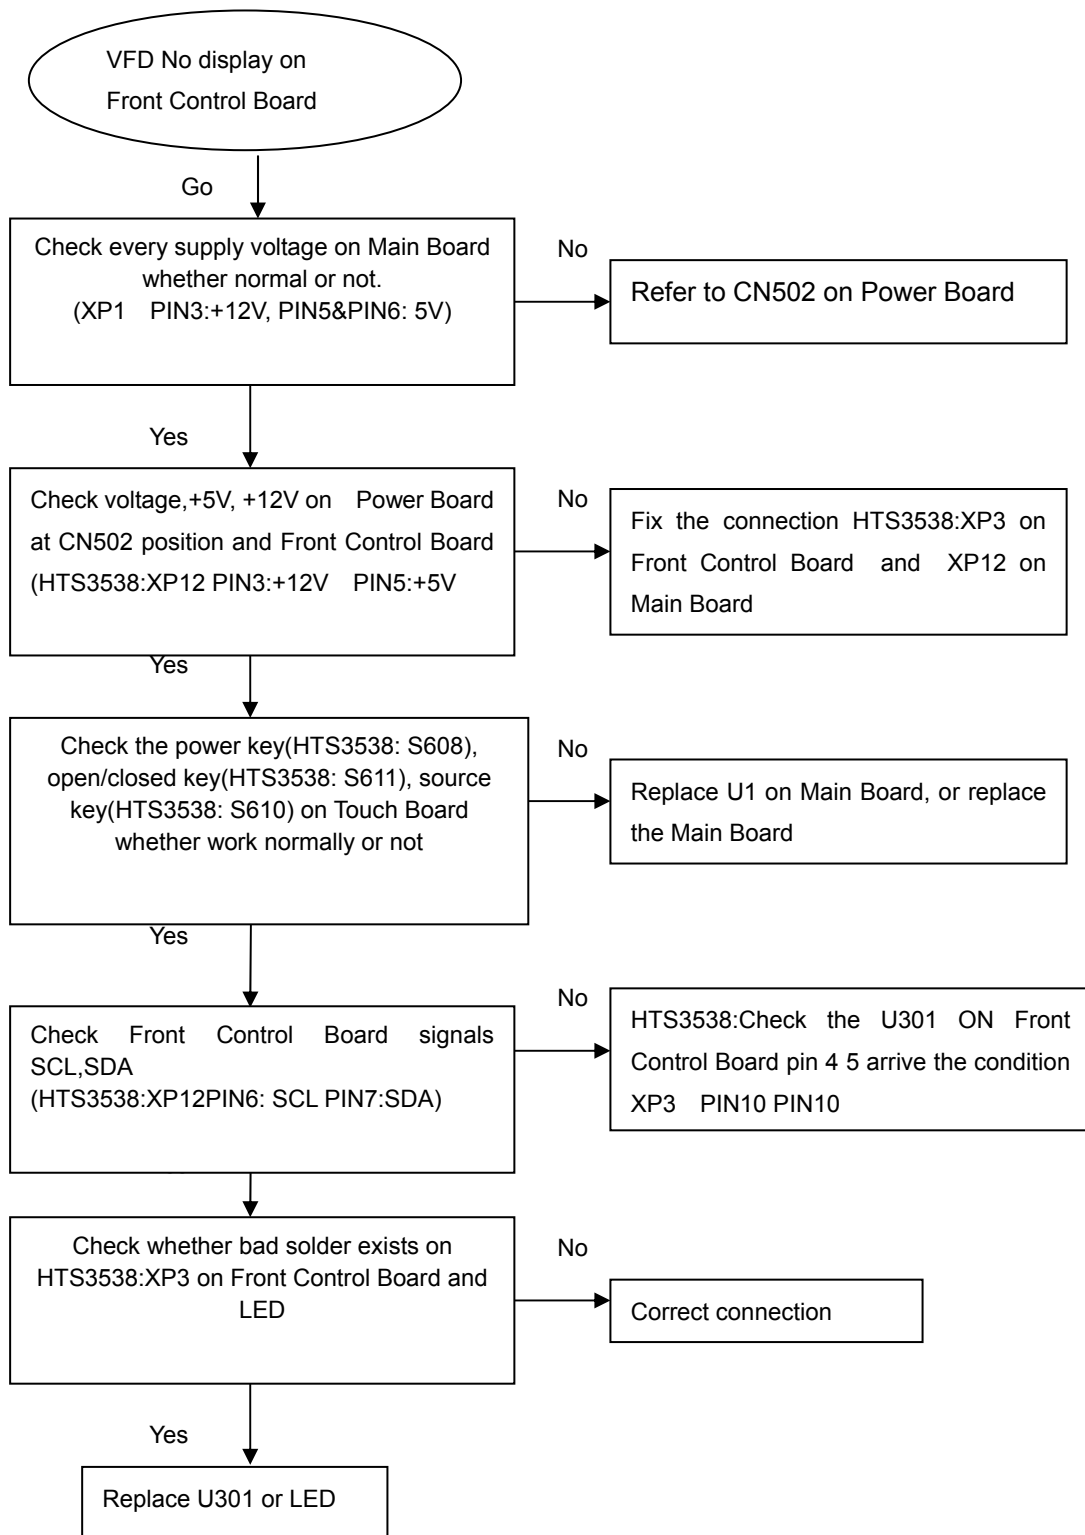 VFD No display on
Front Control Board
Go
Check every supply voltage on Main Board
whether normal or not.
(XP1 PIN3:+12V, PIN5&PIN6: 5V)
No
Refer to CN502 on Power Board
Yes
Check voltage,+5V, +12V on Power Board
at CN502 position and Front Control Board
(HTS3538:XP12 PIN3:+12V PIN5:+5V
No
Fix the connection HTS3538:XP3 on
Front Control Board and XP12 on
Main Board
Yes
Check the power key(HTS3538: S608),
open/closed key(HTS3538: S611), source
key(HTS3538: S610) on Touch Board
whether work normally or not
No
Replace U1 on Main Board, or replace
the Main Board
Yes
Check Front Control Board signals
SCL,SDA
(HTS3538:XP12PIN6: SCL PIN7:SDA)
No
HTS3538:Check the U301 ON Front
Control Board pin 4 5 arrive the condition
XP3 PIN10 PIN10
Check whether bad solder exists on
HTS3538:XP3 on Front Control Board and
LED
No
Correct connection
Yes
Replace U301 or LED